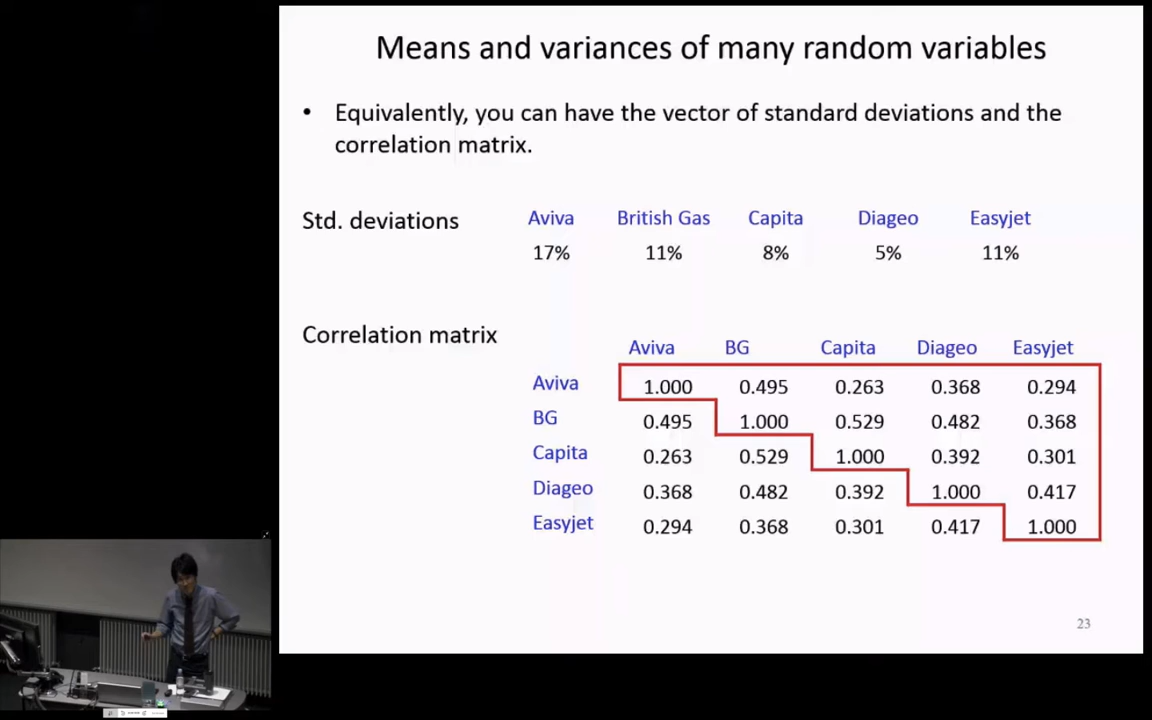 Means and variances of many random variables
• Equivalently, you can have the vector of standard deviations and the
correlation matrix.
Std. deviations
Aviva British Gas Capita Diageo Easyjet
17% 11% 8% 5% 11%
Correlation matrix
Aviva BG Capita Diageo Easyjet
Aviva 1.000 0.495 0.263 0.368 0.294
BG 0.495 1.000 0.529 0.482 0.368
Capita 0.263 0.529 1.000 0.392 0.301
Diageo 0.368 0.482 0.392 1.000 0.417
Easyjet 0.294 0.368 0.301 0.417 1.000
23